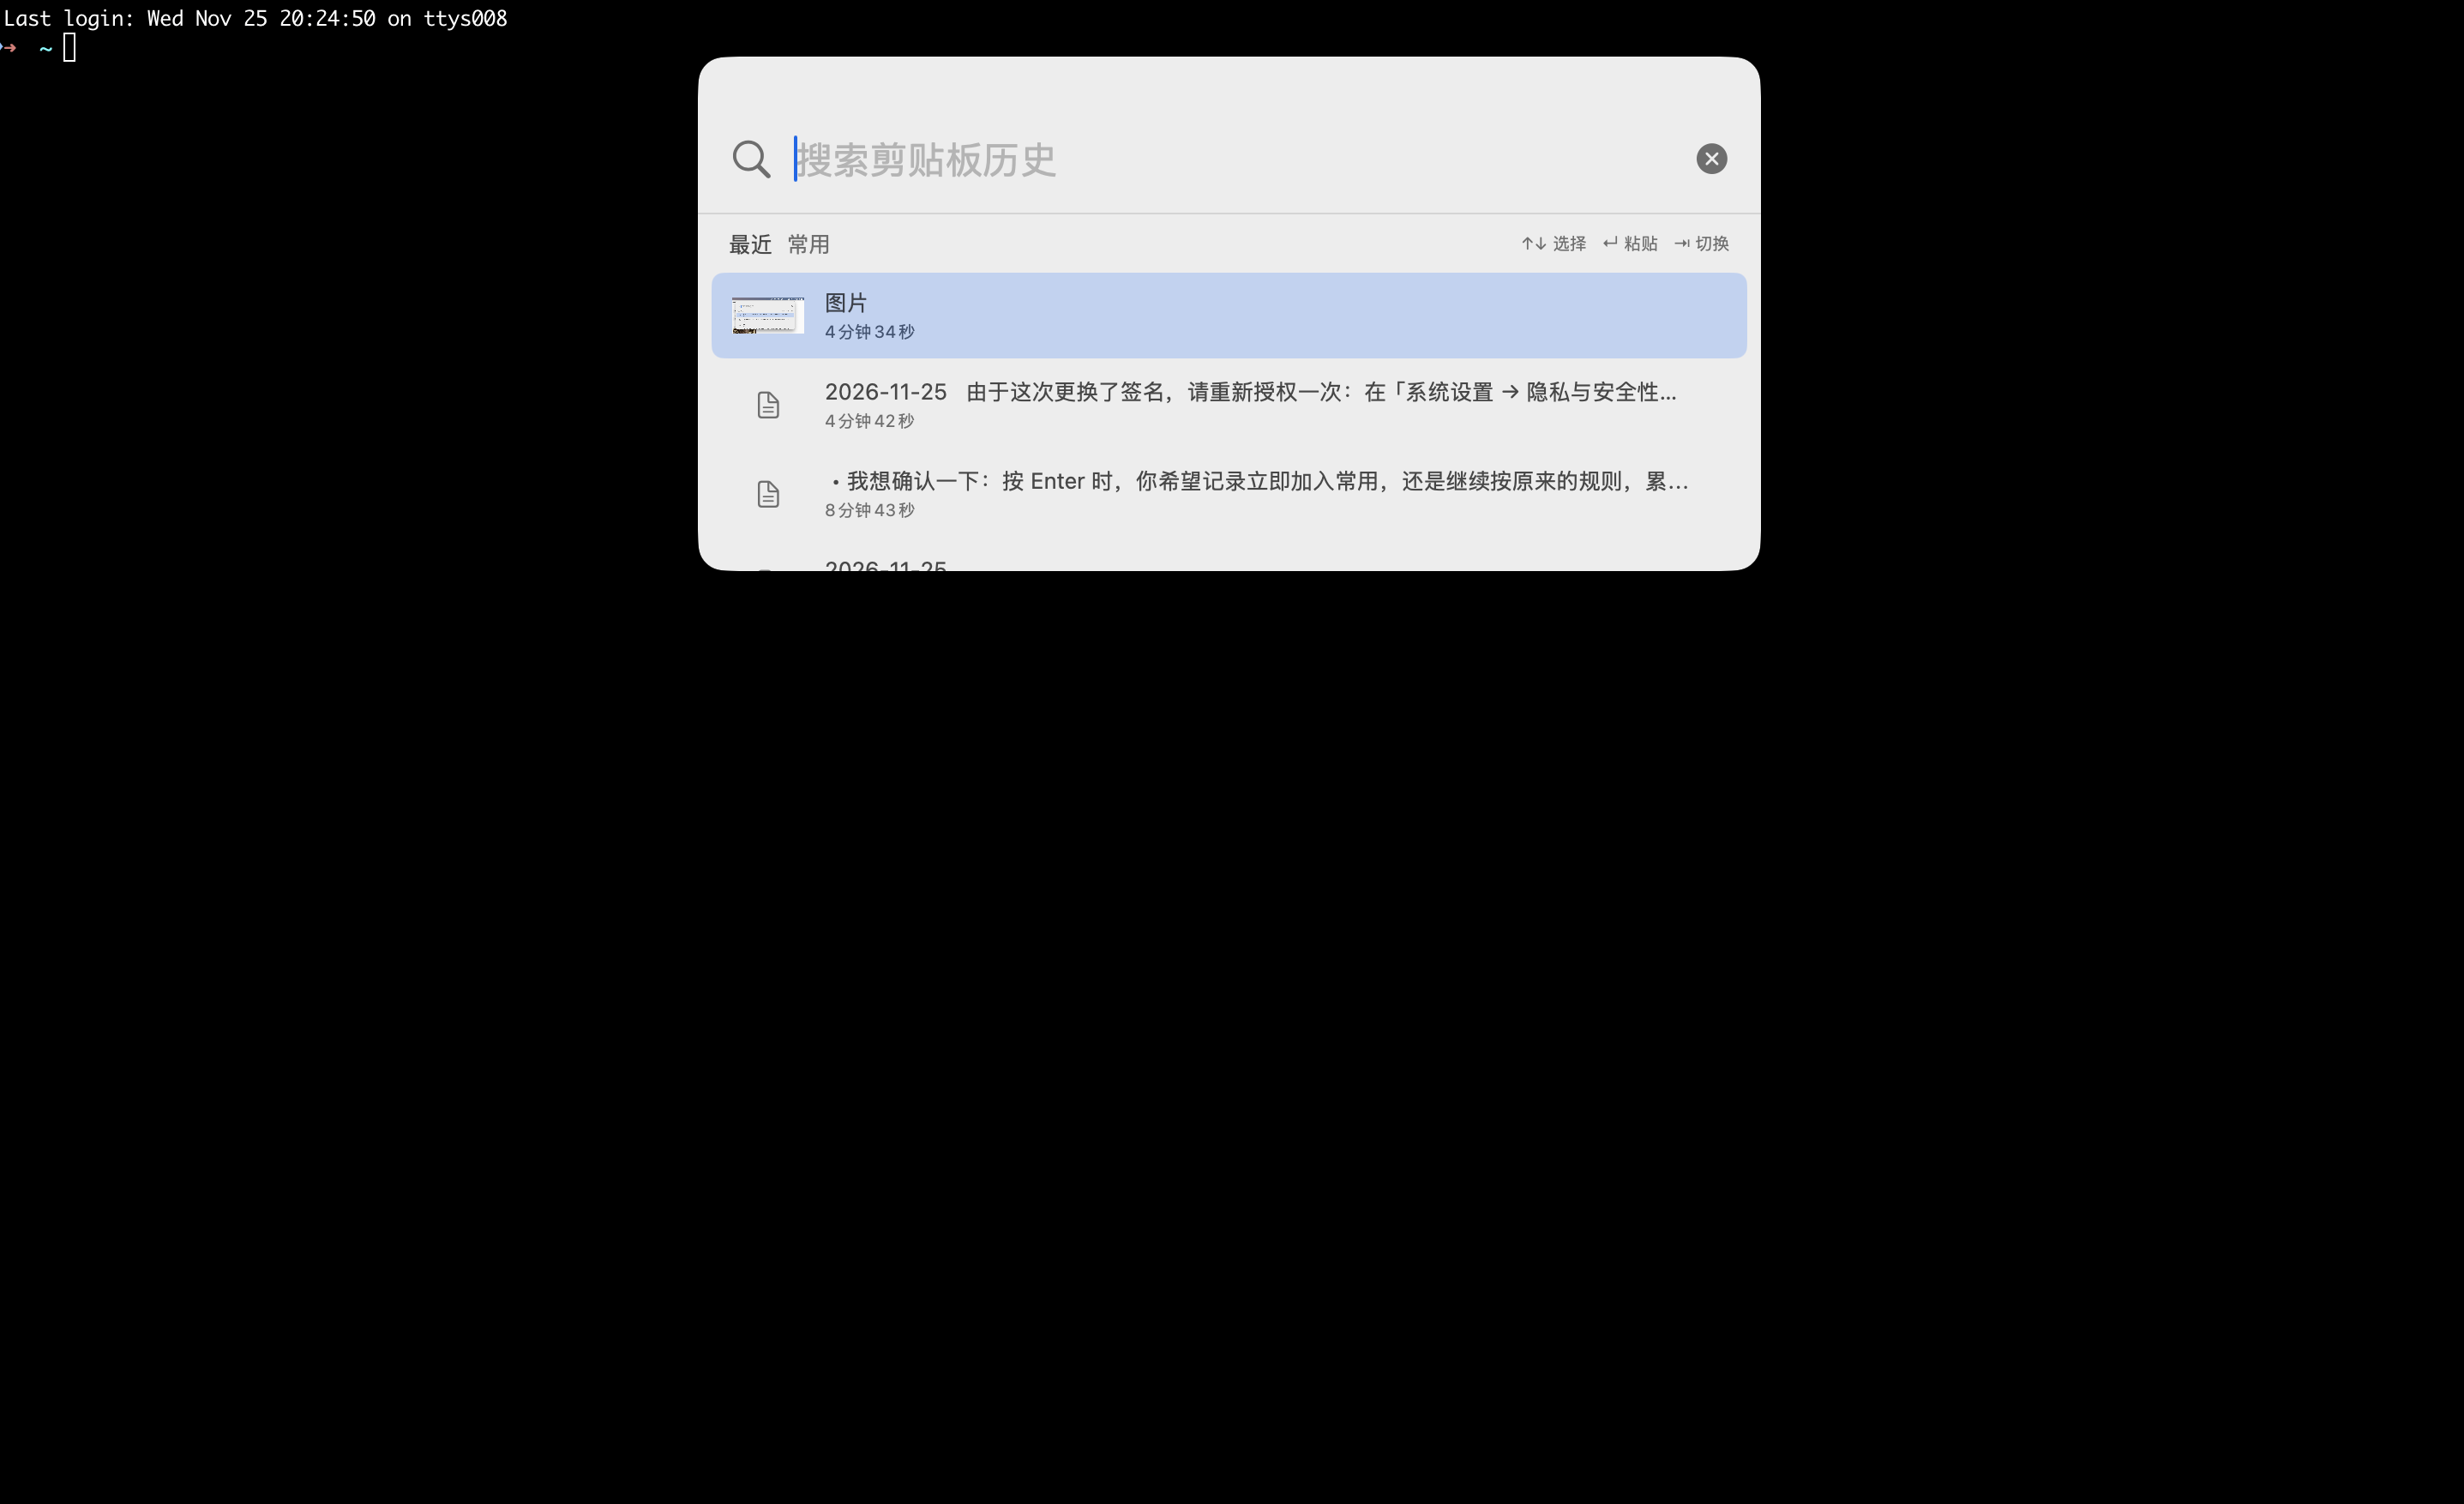 Last login: Wed Nov 25 20:24:50 on ttys008
➜ ~
搜索剪贴板历史
最近 常用 ↑↓ 选择 ↵ 粘贴 ⇥ 切换
图片
4分钟34秒
2026-11-25 由于这次更换了签名，请重新授权一次：在「系统设置 → 隐私与安全性...
4分钟42秒
• 我想确认一下：按 Enter 时，你希望记录立即加入常用，还是继续按原来的规则，累...
8分钟43秒
2026-11-25